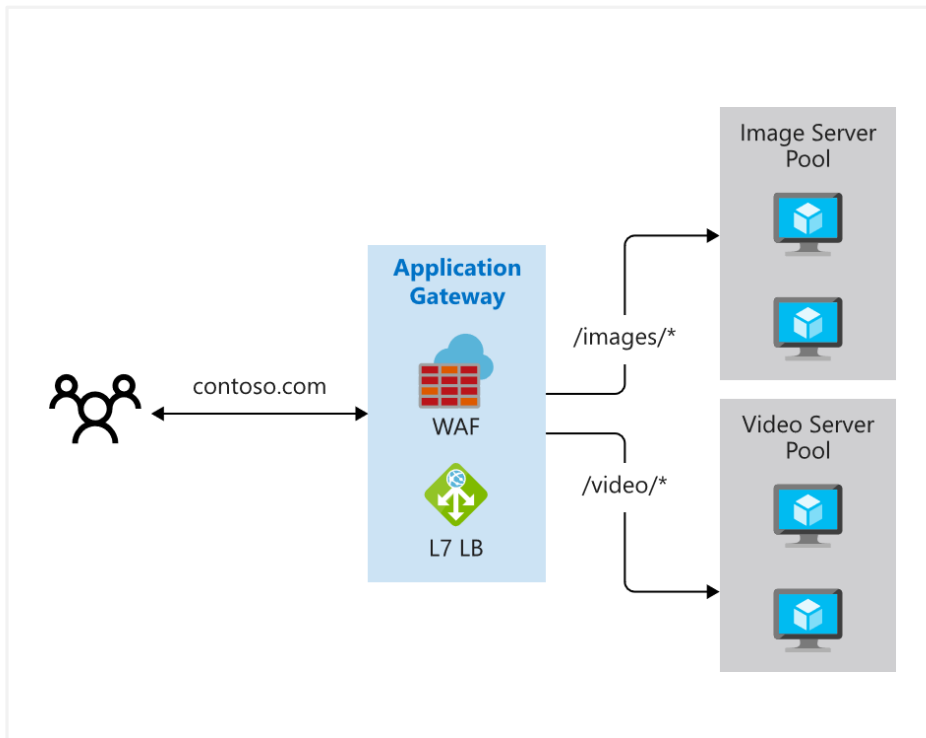 contoso.com
Application
Gateway
WAF
L7 LB
/images/*
/video/*
Image Server
Pool
Video Server
Pool